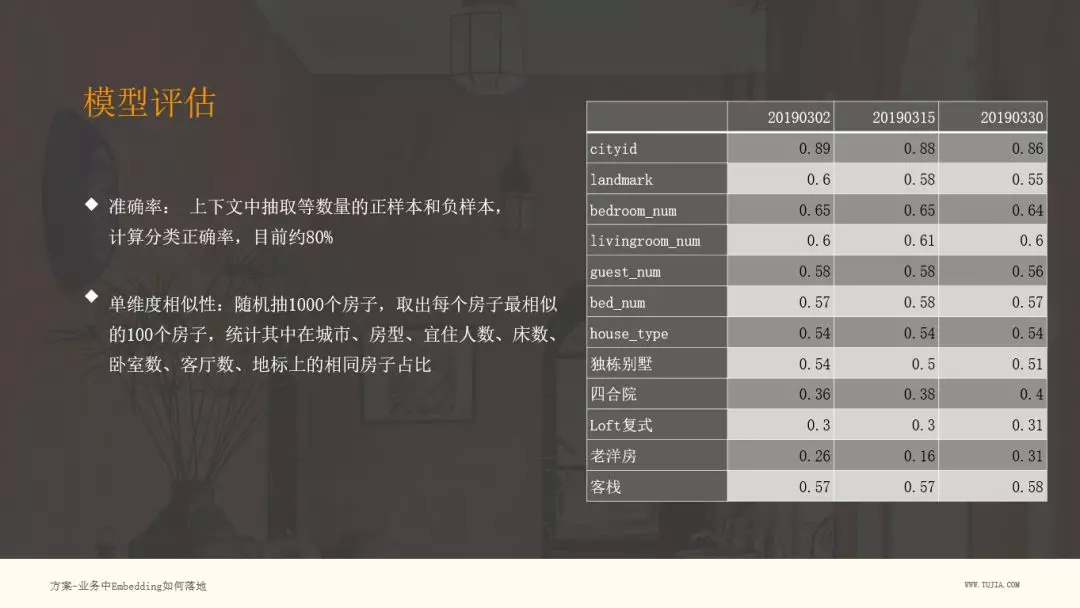 模型评估
◆ 准确率： 上下文中抽取等数量的正样本和负样本，
计算分类正确率，目前约80%
◆ 单维度相似性：随机抽1000个房子，取出每个房子最相似
的100个房子，统计其中在城市、房型、宜住人数、床数、
卧室数、客厅数、地标上的相同房子占比
20190302 20190315 20190330
cityid 0.89 0.88 0.86
landmark 0.6 0.58 0.55
bedroom_num 0.65 0.65 0.64
livingroom_num 0.6 0.61 0.6
guest_num 0.58 0.58 0.56
bed_num 0.57 0.58 0.57
house_type 0.54 0.54 0.54
独栋别墅 0.54 0.5 0.51
四合院 0.36 0.38 0.4
Loft复式 0.3 0.3 0.31
老洋房 0.26 0.16 0.31
客栈 0.57 0.57 0.58
方案-业务中Embedding如何落地
WWW.TUJIA.COM